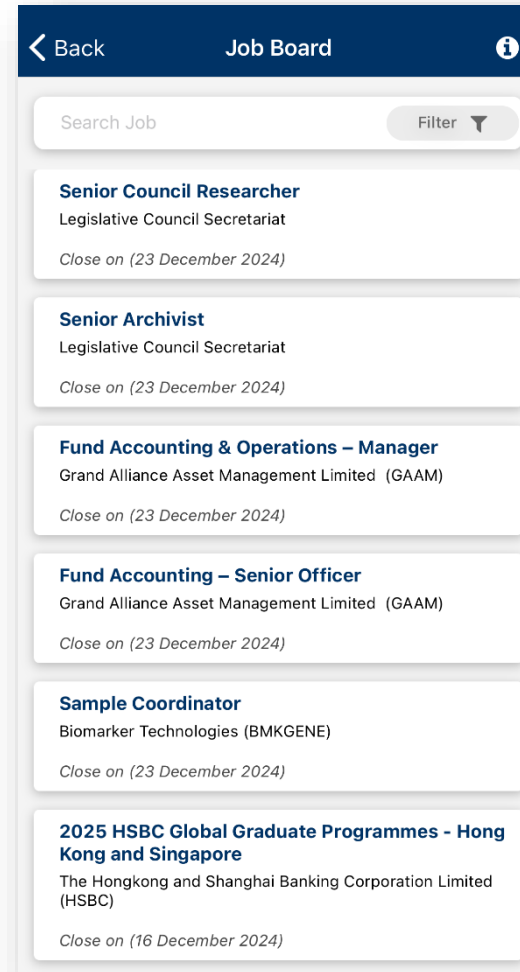 Back
Job Board
Search Job
Filter
Senior Council Researcher
Legislative Council Secretariat
Close on (23 December 2024)
Senior Archivist
Legislative Council Secretariat
Close on (23 December 2024)
Fund Accounting & Operations – Manager
Grand Alliance Asset Management Limited  (GAAM)
Close on (23 December 2024)
Fund Accounting – Senior Officer
Grand Alliance Asset Management Limited  (GAAM)
Close on (23 December 2024)
Sample Coordinator
Biomarker Technologies (BMKGENE)
Close on (23 December 2024)
2025 HSBC Global Graduate Programmes - Hong
Kong and Singapore
The Hongkong and Shanghai Banking Corporation Limited
(HSBC)
Close on (16 December 2024)